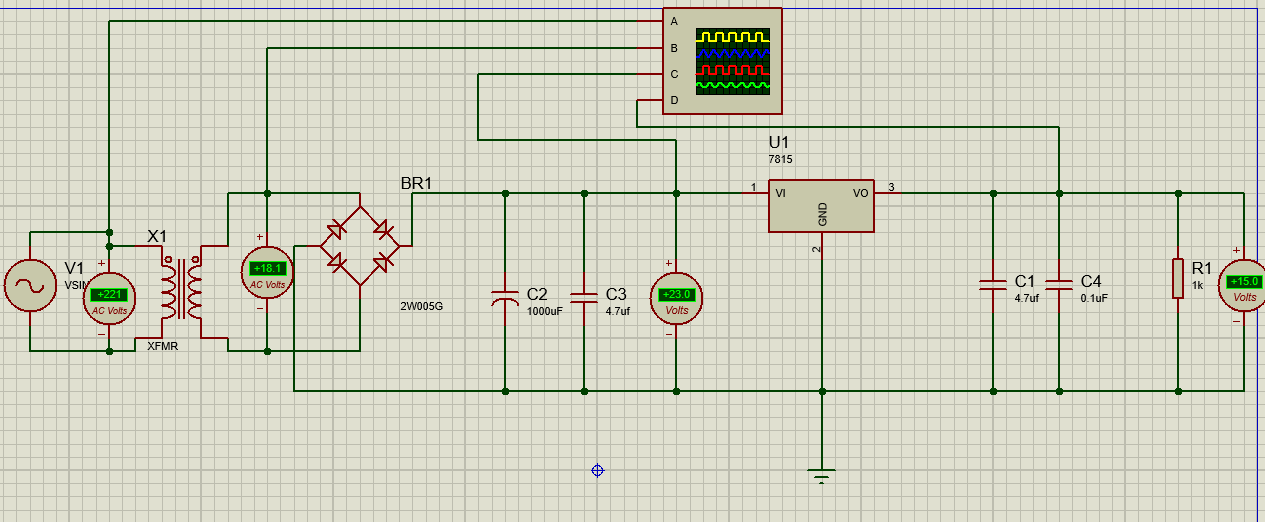 A
B
C
D
U1
7815
1
VI
VO
3
GND
2
BR1
2W005G
X1
XFMR
V1
VSIN
+221
AC Volts
+18.1
AC Volts
C2
1000uF
C3
4.7uf
+23.0
Volts
C1
4.7uf
C4
0.1uF
R1
1k
+15.0
Volts